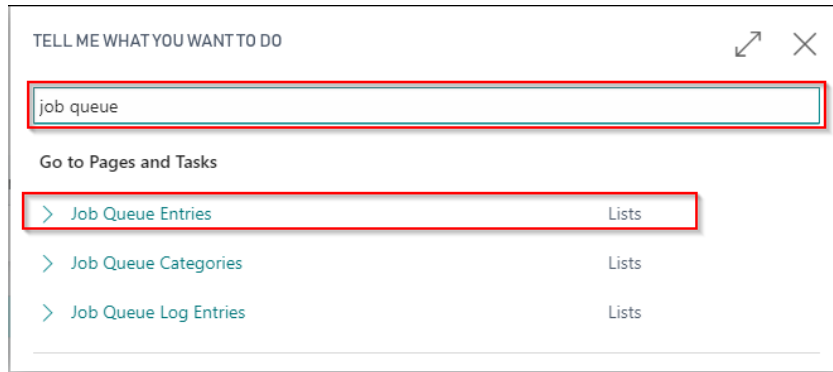 TELL ME WHAT YOU WANT TO DO
job queue
Go to Pages and Tasks
Job Queue Entries Lists
Job Queue Categories Lists
Job Queue Log Entries Lists